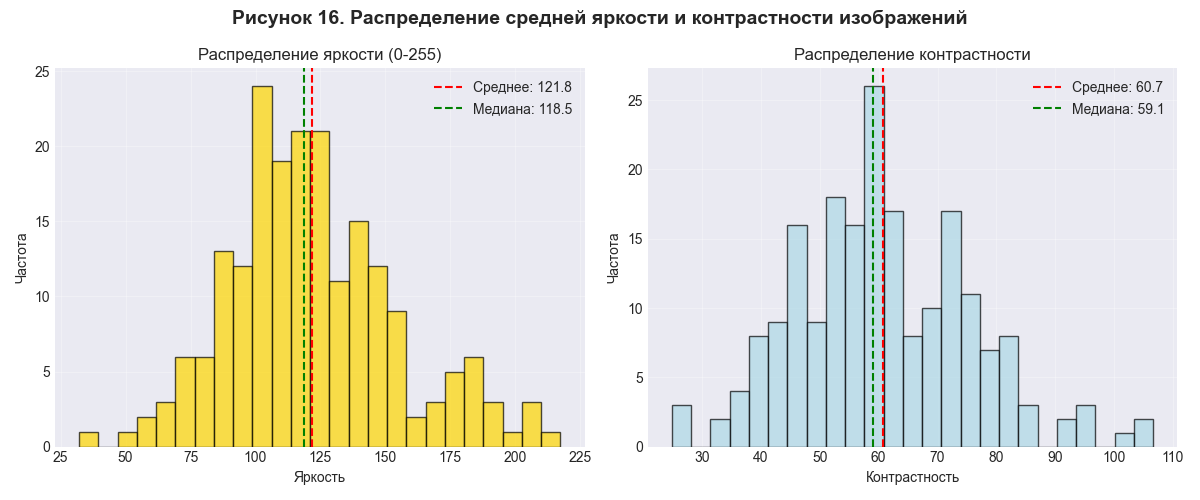 Рисунок 16. Распределение средней яркости и контрастности изображений
Распределение яркости (0-255)
Среднее: 121.8
Медиана: 118.5
Частота
0
5
10
15
20
25
25
50
75
100
125
150
175
200
225
Яркость
Распределение контрастности
Среднее: 60.7
Медиана: 59.1
Частота
0
5
10
15
20
25
30
40
50
60
70
80
90
100
110
Контрастность